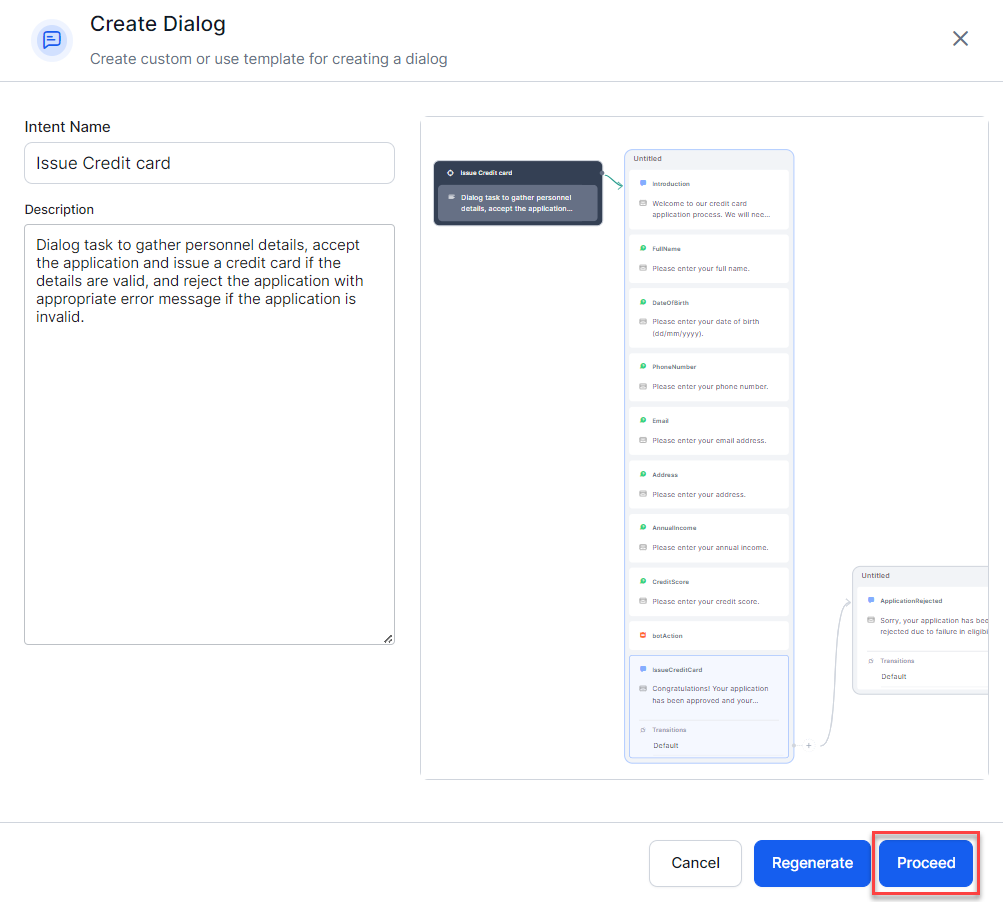 Create Dialog
Create custom or use template for creating a dialog
Intent Name
Issue Credit card
Description
Dialog task to gather personnel details, accept
the application and issue a credit card if the
details are valid, and reject the application with
appropriate error message if the application is
invalid.
Issue Credit card
Dialog task to gather personnel
details, accept the application...
Untitled
Introduction
Welcome to our credit card
application process. We will nee...
FullName
Please enter your full name.
DateOfBirth
Please enter your date of birth
(dd/mm/yyyy).
PhoneNumber
Please enter your phone number.
Email
Please enter your email address.
Address
Please enter your address.
AnnualIncome
Please enter your annual income.
CreditScore
Please enter your credit score.
botAction
IssueCreditCard
Congratulations! Your application
has been approved and your...
Transitions
Default
Untitled
ApplicationRejected
Sorry, your application has bee
rejected due to failure in eligibi
Transitions
Default
Cancel
Regenerate
Proceed